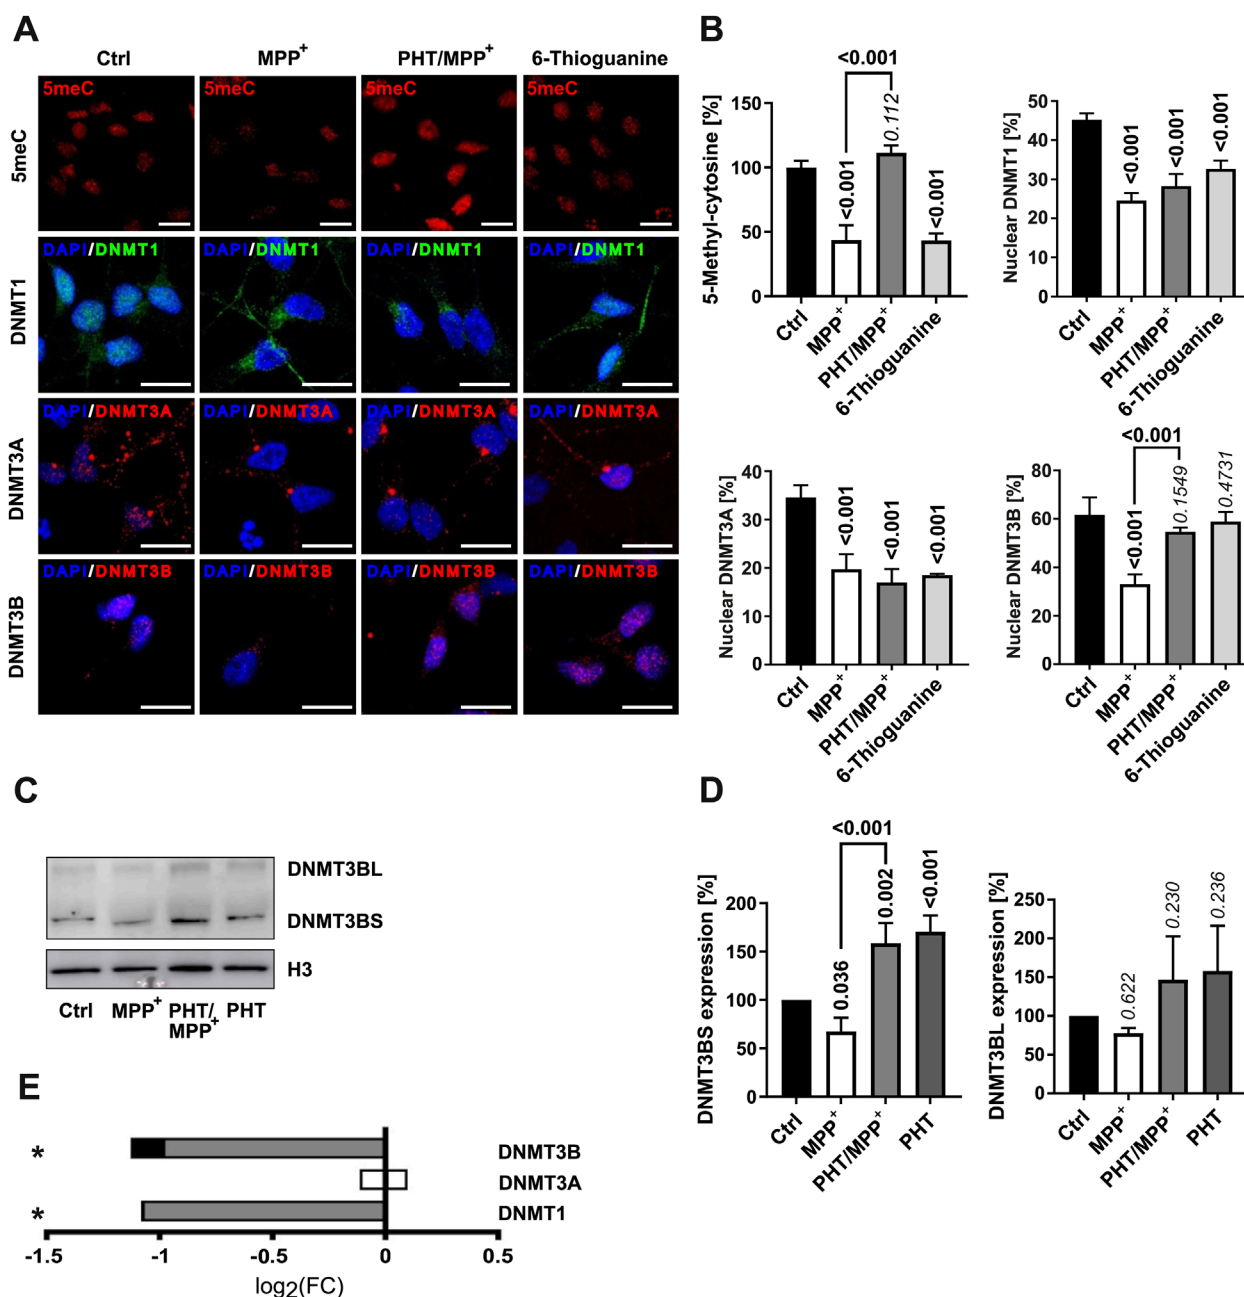 A
Ctrl MPP+ PHT/MPP+ 6-Thioguanine
5meC
5meC 5meC 5meC 5meC
DNMT1
DAPI/DNMT1 DAPI/DNMT1 DAPI/DNMT1 DAPI/DNMT1
DNMT3A
DAPI/DNMT3A DAPI/DNMT3A DAPI/DNMT3A DAPI/DNMT3A
DNMT3B
DAPI/DNMT3B DAPI/DNMT3B DAPI/DNMT3B DAPI/DNMT3B
B
5-Methyl-cytosine [%]
150
100
50
0
<0.001
<0.001
0.112
<0.001
Ctrl
MPP+
PHT/MPP+
6-Thioguanine
Nuclear DNMT1 [%]
50
40
30
20
10
0
<0.001
<0.001
<0.001
Ctrl
MPP+
PHT/MPP+
6-Thioguanine
Nuclear DNMT3A [%]
40
30
20
10
0
<0.001
<0.001
<0.001
Ctrl
MPP+
PHT/MPP+
6-Thioguanine
Nuclear DNMT3B [%]
80
60
40
20
0
<0.001
<0.001
0.1549
0.4731
Ctrl
MPP+
PHT/MPP+
6-Thioguanine
C
DNMT3BL
DNMT3BS
H3
Ctrl MPP+ PHT/ PHT
MPP+
D
DNMT3BS expression [%]
200
150
100
50
0
<0.001
0.036
0.002
<0.001
Ctrl
MPP+
PHT/MPP+
PHT
DNMT3BL expression [%]
250
200
150
100
50
0
0.622
0.230
0.236
Ctrl
MPP+
PHT/MPP+
PHT
E
* DNMT3B
DNMT3A
* DNMT1
-1.5 -1 -0.5 0 0.5
log2(FC)